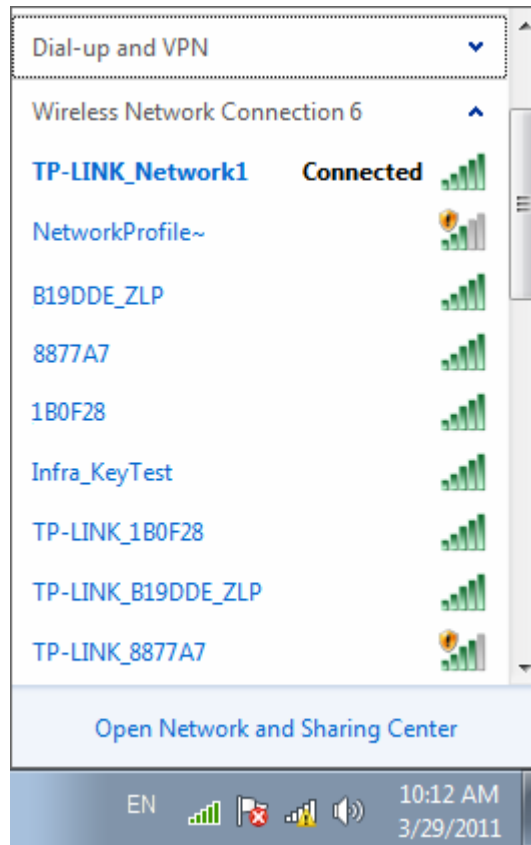 Dial-up and VPN
Wireless Network Connection 6
TP-LINK_Network1 Connected
NetworkProfile~
B19DDE_ZLP
8877A7
1B0F28
Infra_KeyTest
TP-LINK_1B0F28
TP-LINK_B19DDE_ZLP
TP-LINK_8877A7
Open Network and Sharing Center
EN
10:12 AM
3/29/2011